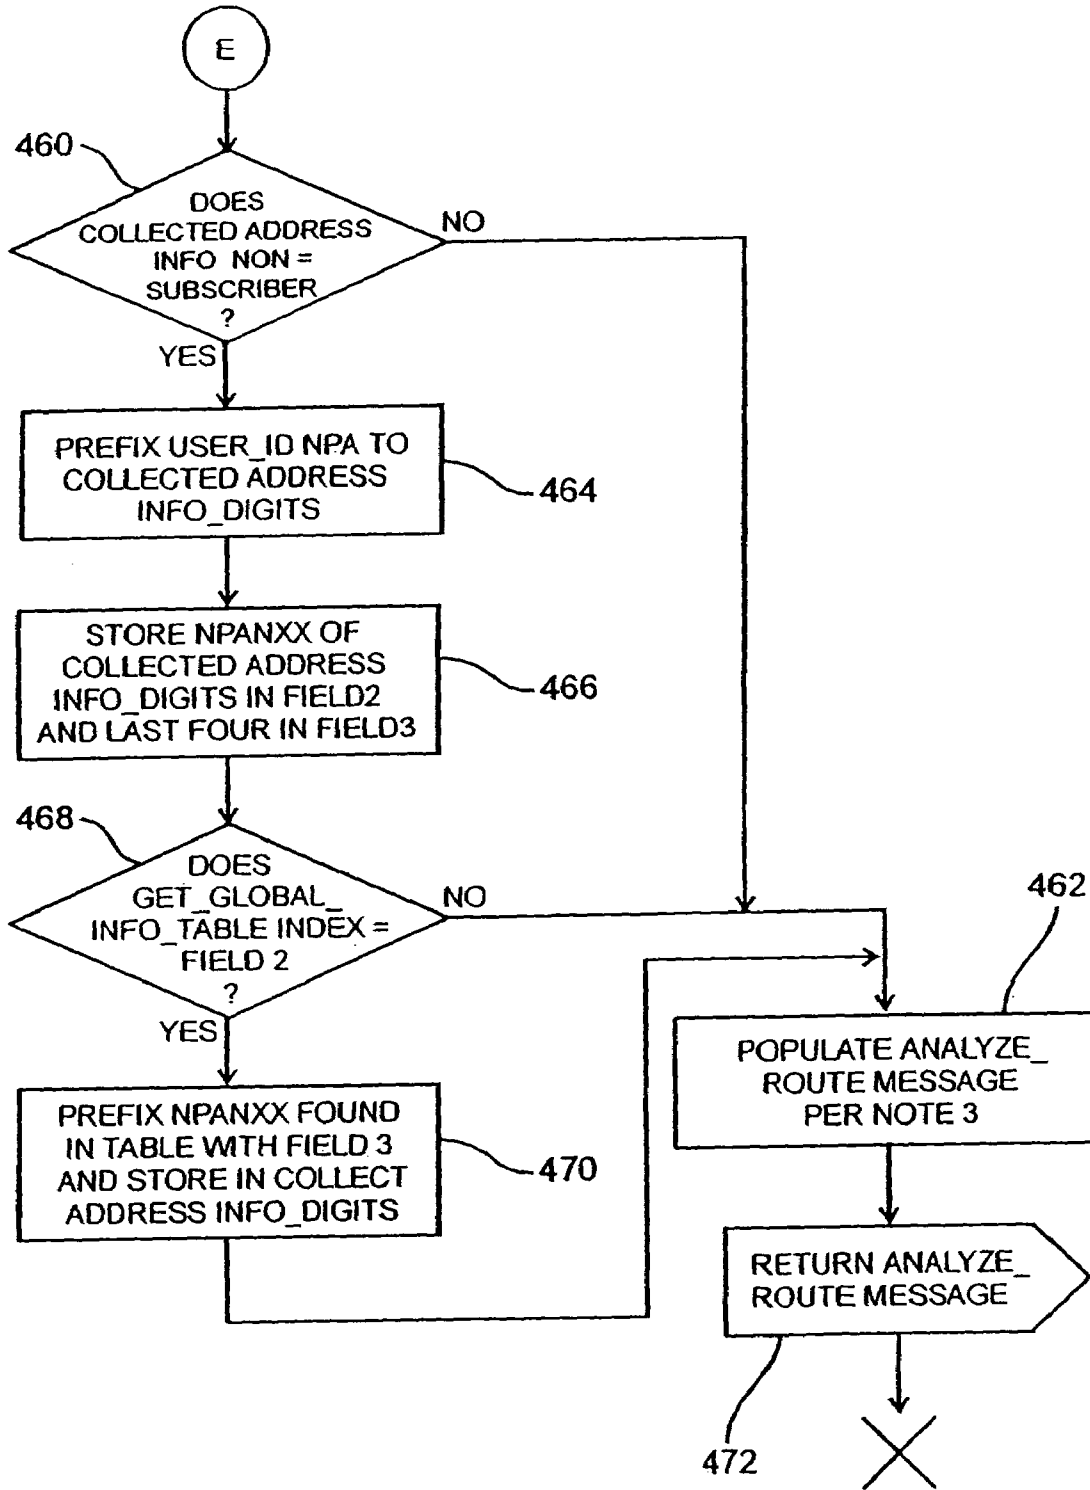 E
460
DOES
COLLECTED ADDRESS
INFO NON =
SUBSCRIBER
?
NO
YES
PREFIX USER_ID NPA TO
COLLECTED ADDRESS
INFO_DIGITS
464
STORE NPANXX OF
COLLECTED ADDRESS
INFO_DIGITS IN FIELD2
AND LAST FOUR IN FIELD3
466
468
DOES
GET_GLOBAL_
INFO_TABLE INDEX =
FIELD 2
?
NO
YES
PREFIX NPANXX FOUND
IN TABLE WITH FIELD 3
AND STORE IN COLLECT
ADDRESS INFO_DIGITS
470
462
POPULATE ANALYZE_
ROUTE MESSAGE
PER NOTE 3
RETURN ANALYZE_
ROUTE MESSAGE
472